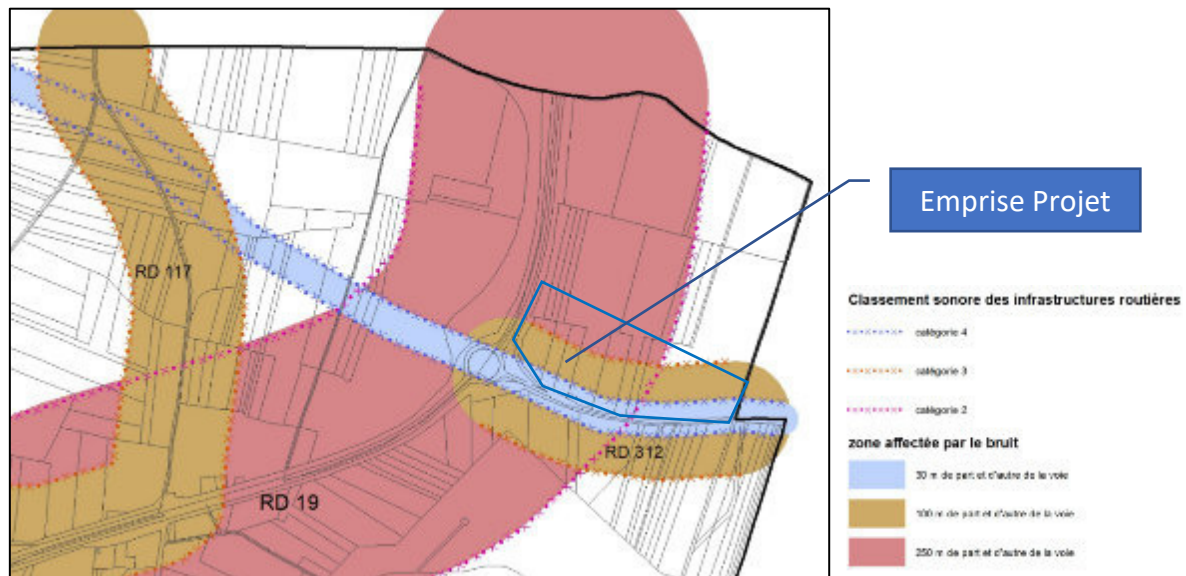 RD 117
RD 312
RD 19
Emprise Projet
Classement sonore des infrastructures routières
catégorie 4
catégorie 3
catégorie 2
zone affectée par le bruit
30 m de part et d'autre de la voie
100 m de part et d'autre de la voie
250 m de part et d'autre de la voie